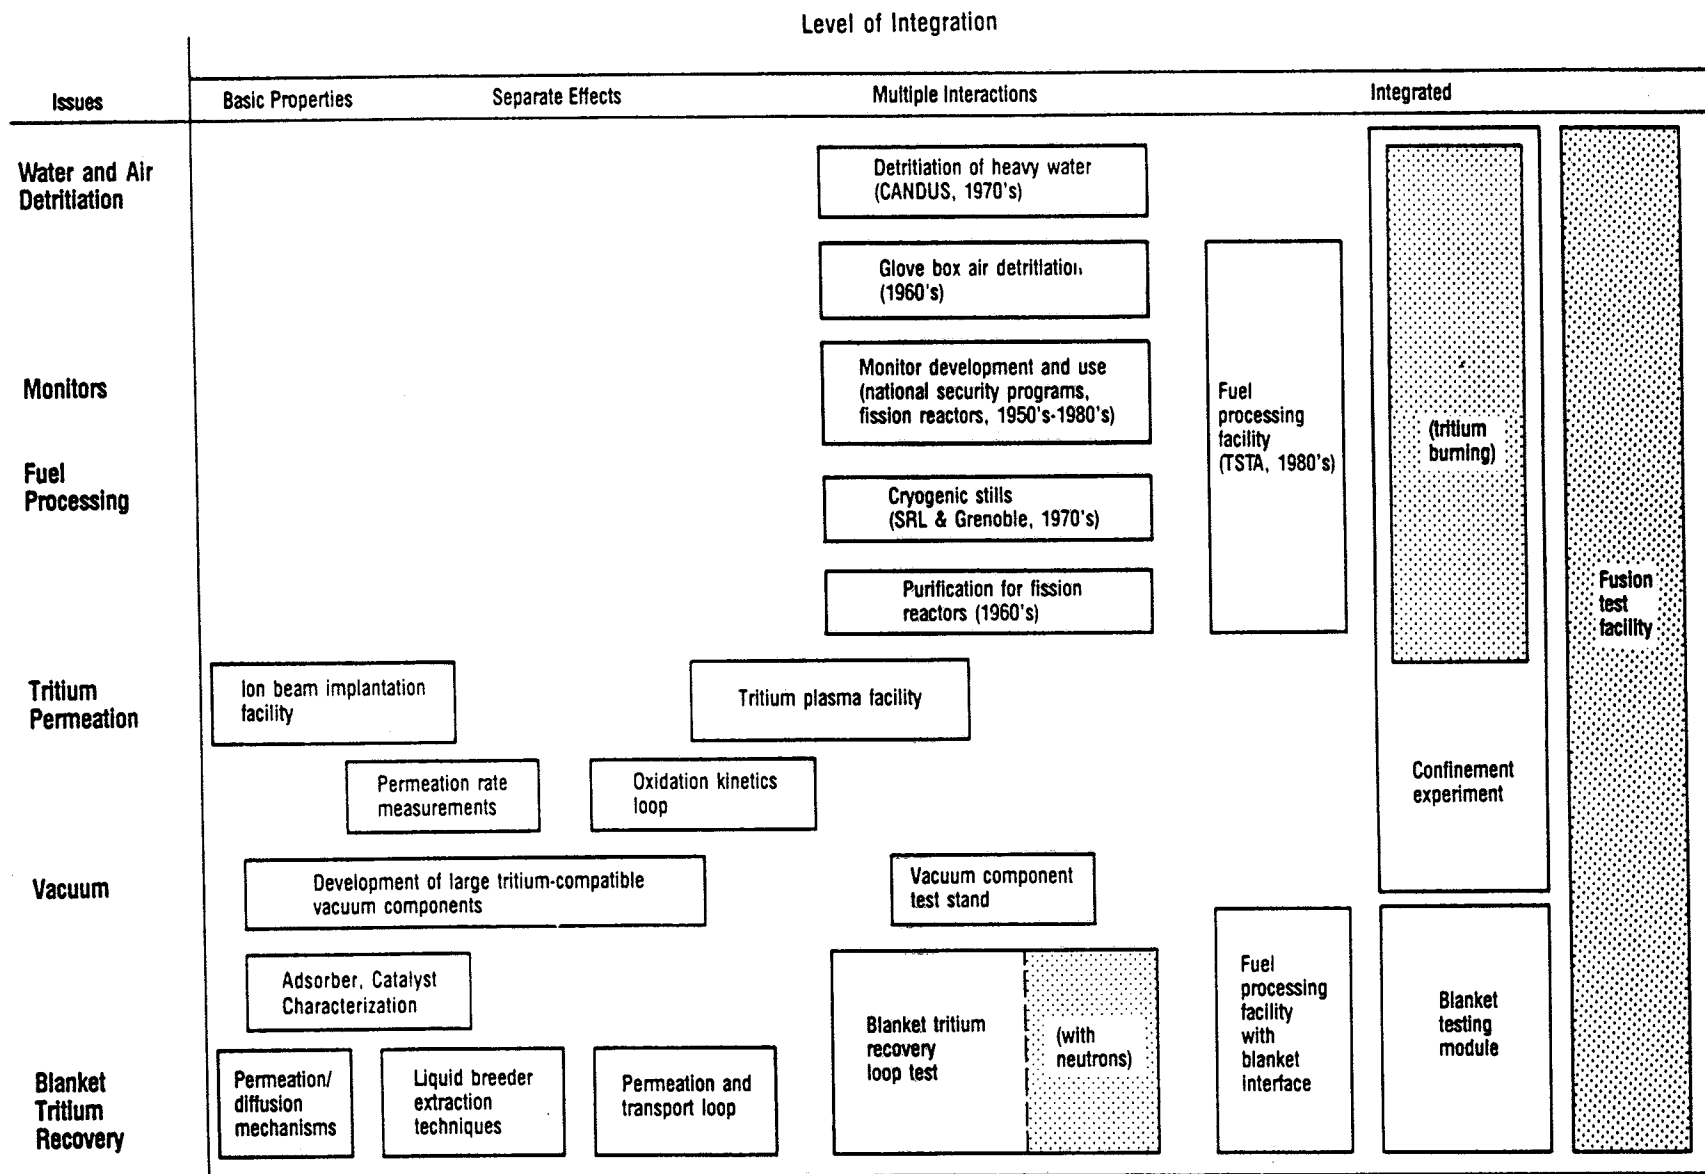 Level of Integration
Issues
Basic Properties
Separate Effects
Multiple Interactions
Integrated
Water and Air
Detritiation
Detritiation of heavy water
(CANDUS, 1970's)
Glove box air detritiation
(1960's)
Monitors
Monitor development and use
(national security programs,
fission reactors, 1950's-1980's)
Fuel
processing
facility
(TSTA, 1980's)
(tritium
burning)
Fuel
Processing
Cryogenic stills
(SRL & Grenoble, 1970's)
Purification for fission
reactors (1960's)
Fusion
test
facility
Tritium
Permeation
Ion beam implantation
facility
Tritium plasma facility
Permeation rate
measurements
Oxidation kinetics
loop
Confinement
experiment
Vacuum
Development of large tritium-compatible
vacuum components
Vacuum component
test stand
Adsorber, Catalyst
Characterization
Blanket
Tritium
Recovery
Permeation/
diffusion
mechanisms
Liquid breeder
extraction
techniques
Permeation and
transport loop
Blanket tritium
recovery
loop test
(with
neutrons)
Fuel
processing
facility
with
blanket
interface
Blanket
testing
module